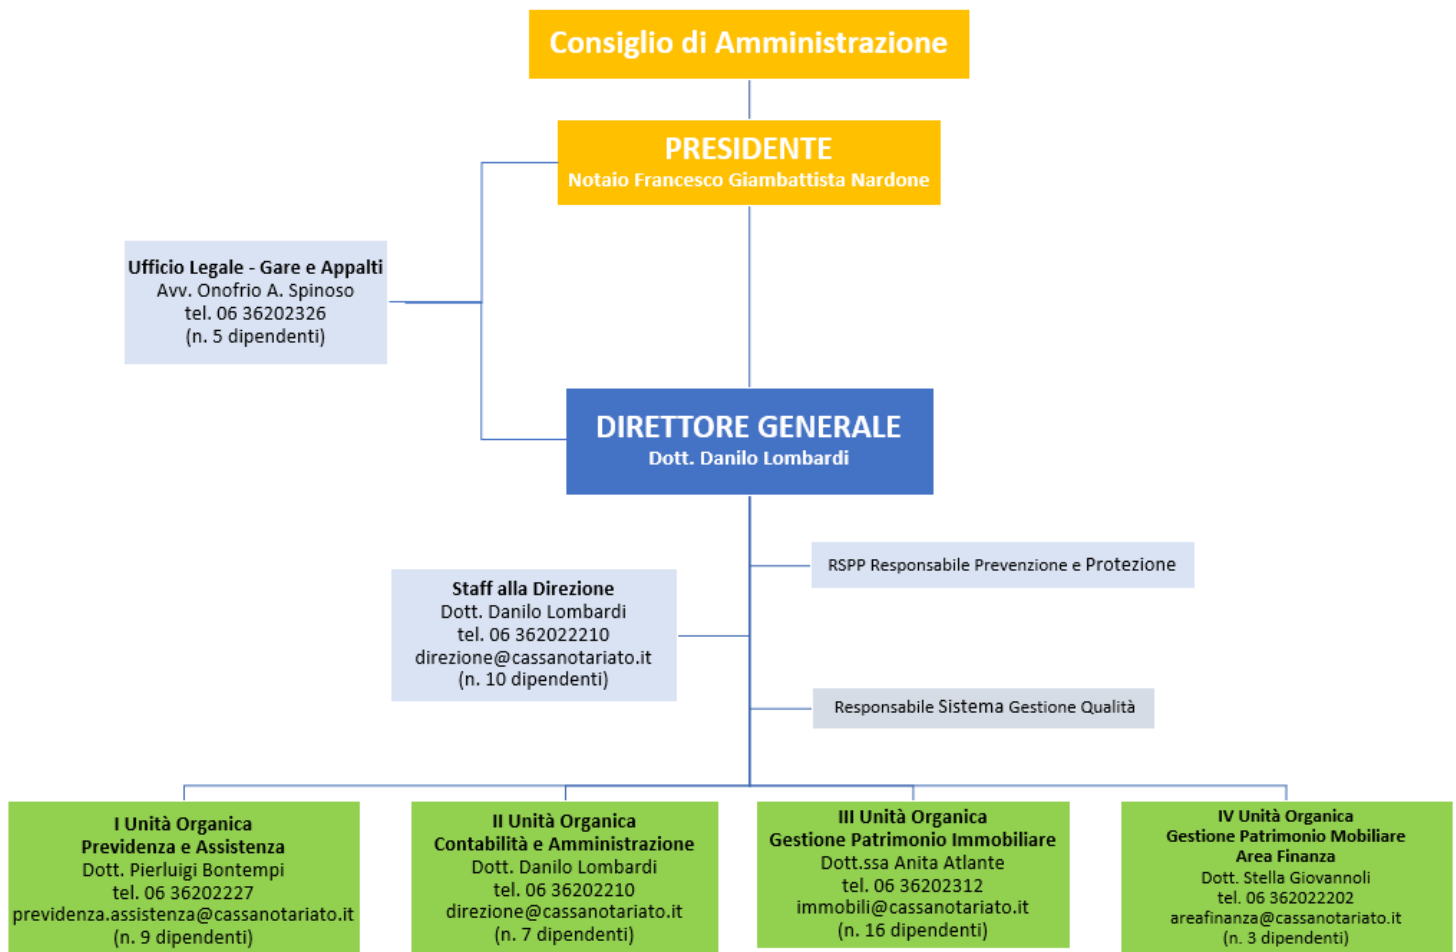 Consiglio di Amministrazione
PRESIDENTE
Notaio Francesco Giambattista Nardone
Ufficio Legale - Gare e Appalti
Avv. Onofrio A. Spinoso
tel. 06 36202326
(n. 5 dipendenti)
DIRETTORE GENERALE
Dott. Danilo Lombardi
RSPP Responsabile Prevenzione e Protezione
Staff alla Direzione
Dott. Danilo Lombardi
tel. 06 362022210
direzione@cassanotariato.it
(n. 10 dipendenti)
Responsabile Sistema Gestione Qualità
I Unità Organica
Previdenza e Assistenza
Dott. Pierluigi Bontempi
tel. 06 36202227
previdenza.assistenza@cassanotariato.it
(n. 9 dipendenti)
II Unità Organica
Contabilità e Amministrazione
Dott. Danilo Lombardi
tel. 06 36202210
direzione@cassanotariato.it
(n. 7 dipendenti)
III Unità Organica
Gestione Patrimonio Immobiliare
Dott.ssa Anita Atlante
tel. 06 36202312
immobili@cassanotariato.it
(n. 16 dipendenti)
IV Unità Organica
Gestione Patrimonio Mobiliare
Area Finanza
Dott. Stella Giovannoli
tel. 06 362022202
areafinanza@cassanotariato.it
(n. 3 dipendenti)